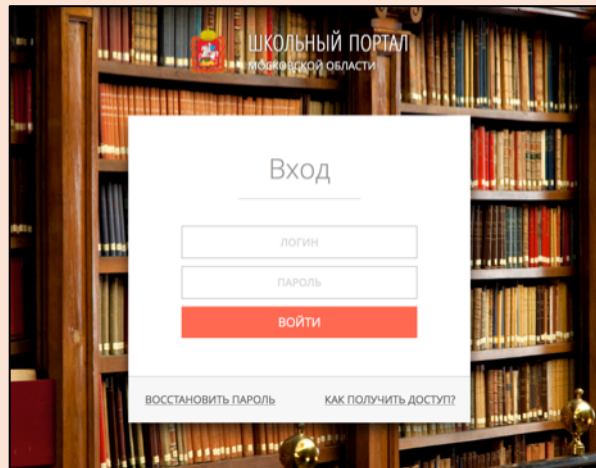 ШКОЛЬНЫЙ ПОРТАЛ
МОСКОВСКОЙ ОБЛАСТИ
Вход
ЛОГИН
ПАРОЛЬ
ВОЙТИ
ВОССТАНОВИТЬ ПАРОЛЬ
КАК ПОЛУЧИТЬ ДОСТУП?